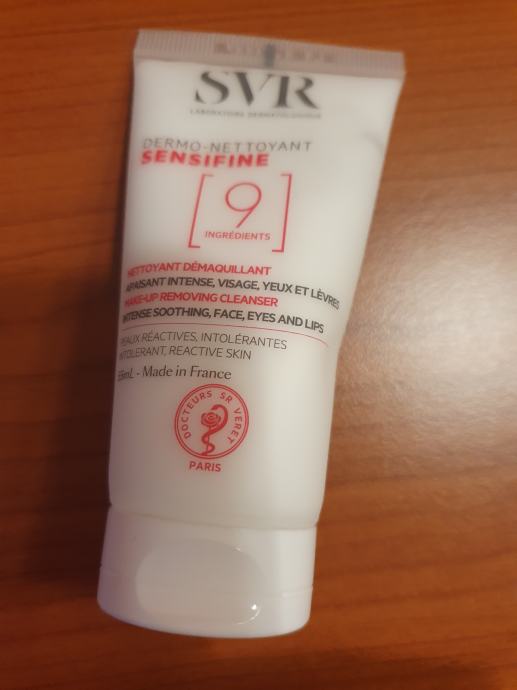 SVR
LABORATOIRE DERMATOLOGIQUE
DERMO-NETTOYANT
SENSIFINE
9
INGRÉDIENTS
NETTOYANT DÉMAQUILLANT
APAISANT INTENSE, VISAGE, YEUX ET LÈVRES
MAKE-UP REMOVING CLEANSER
INTENSE SOOTHING, FACE, EYES AND LIPS
PEAUX RÉACTIVES, INTOLÉRANTES
INTOLERANT, REACTIVE SKIN
- Made in France
DOCTEURS SR VERET
PARIS